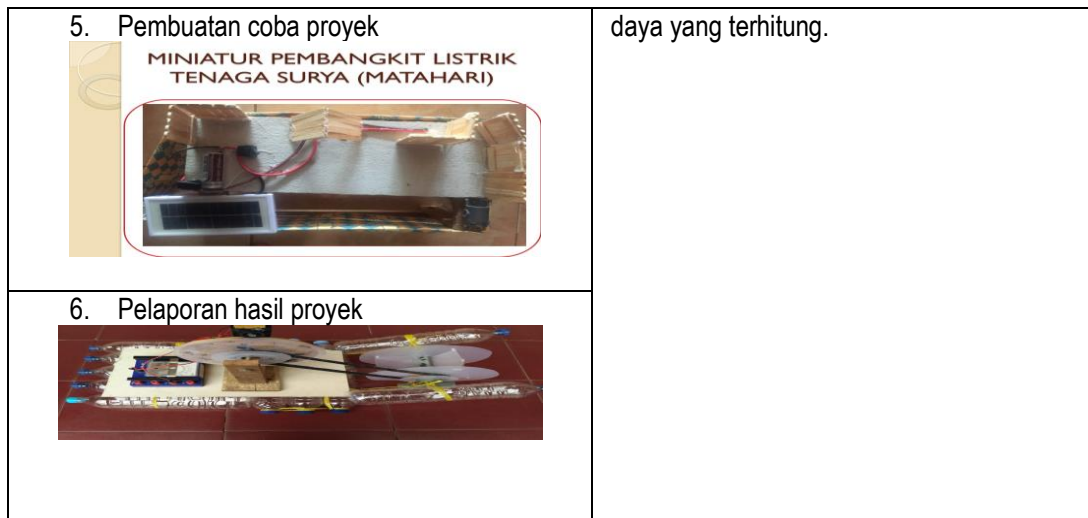 5. Pembuatan coba proyek
MINIATUR PEMBANGKIT LISTRIK
TENAGA SURYA (MATAHARI)
6. Pelaporan hasil proyek
daya yang terhitung.